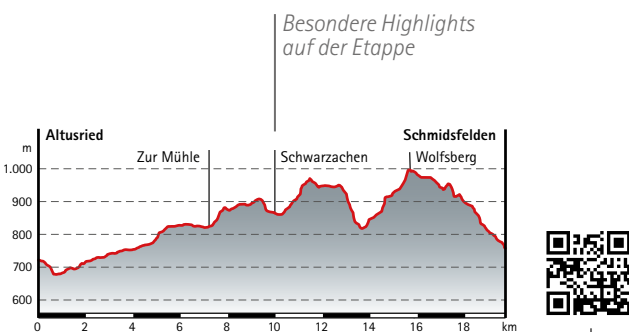 Besondere Highlights
auf der Etappe
Altusried
Schmidsfelden
m
Zur Mühle
Schwarzachen
Wolfsberg
1.000
900
800
700
600
0 2 4 6 8 10 12 14 16 18 km